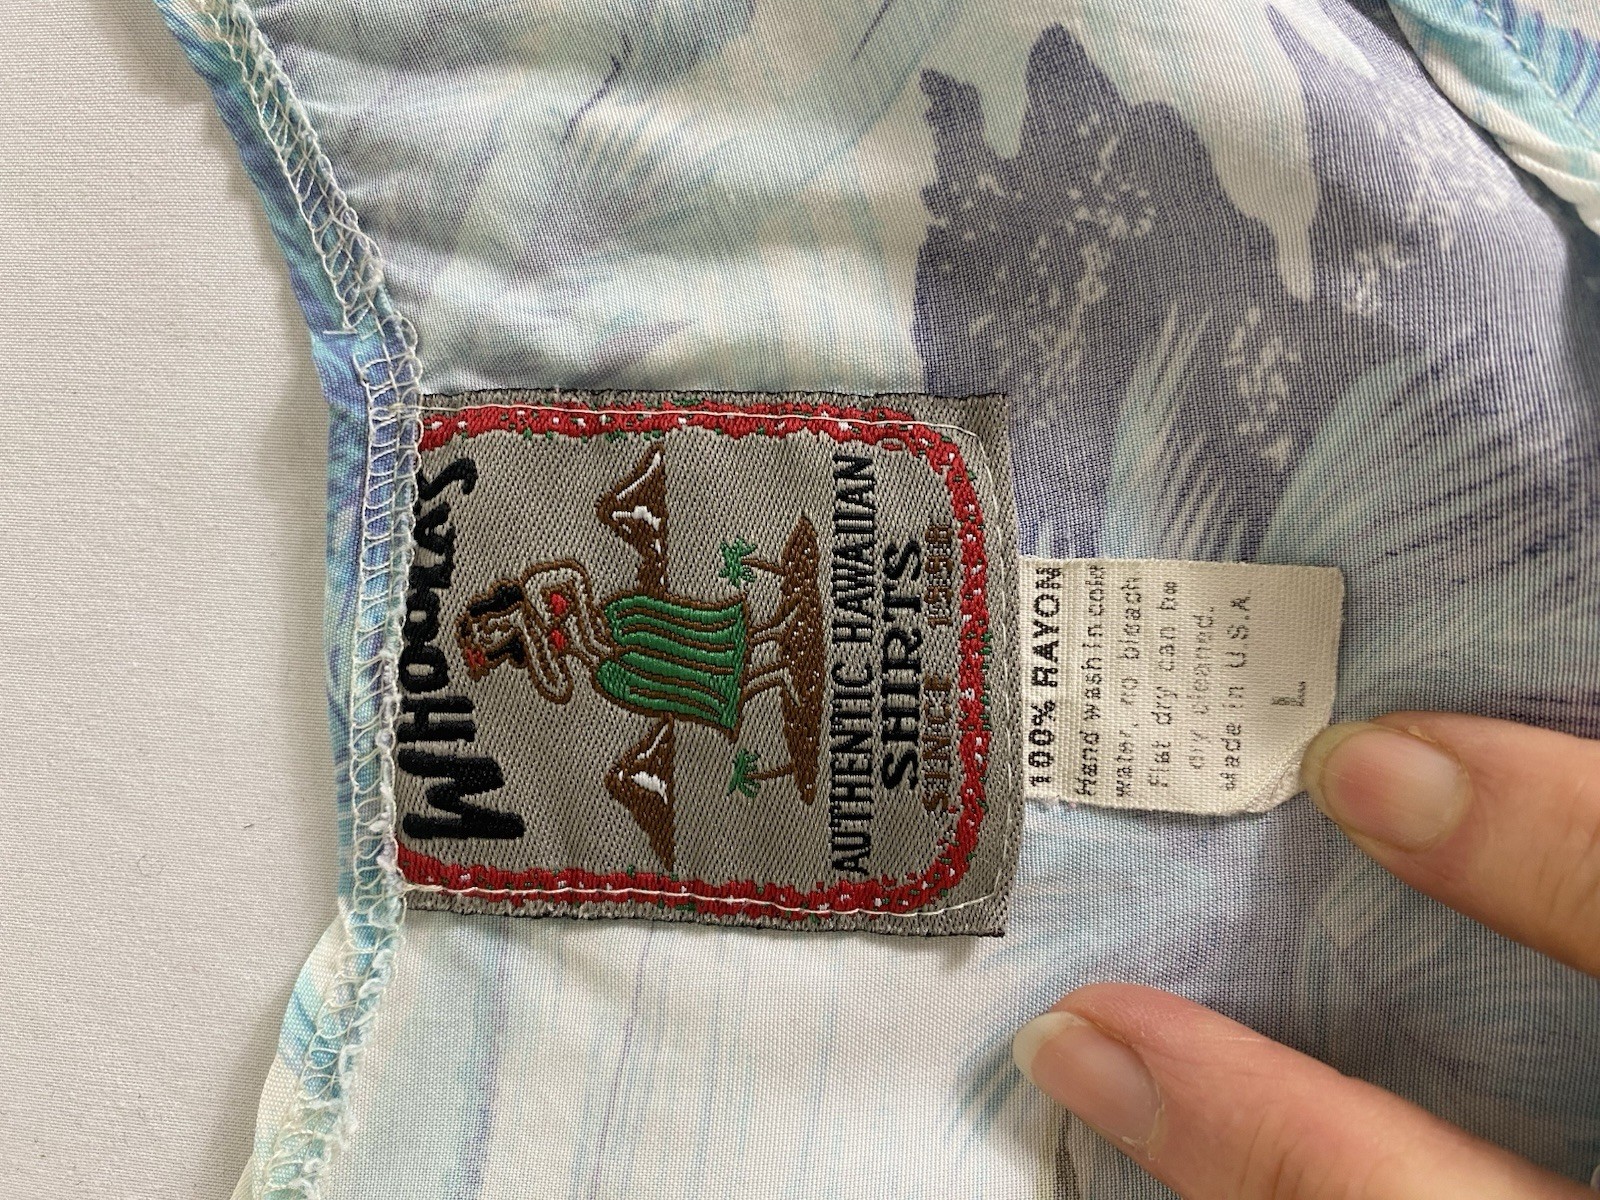 WHOOLAS
AUTHENTIC HAWAIIAN
SHIRTS
SINCE
100% RAYON
Hand wash in cold
water, no bleach
Flat dry can be
dry cleaned.
Made in U.S.A.
L